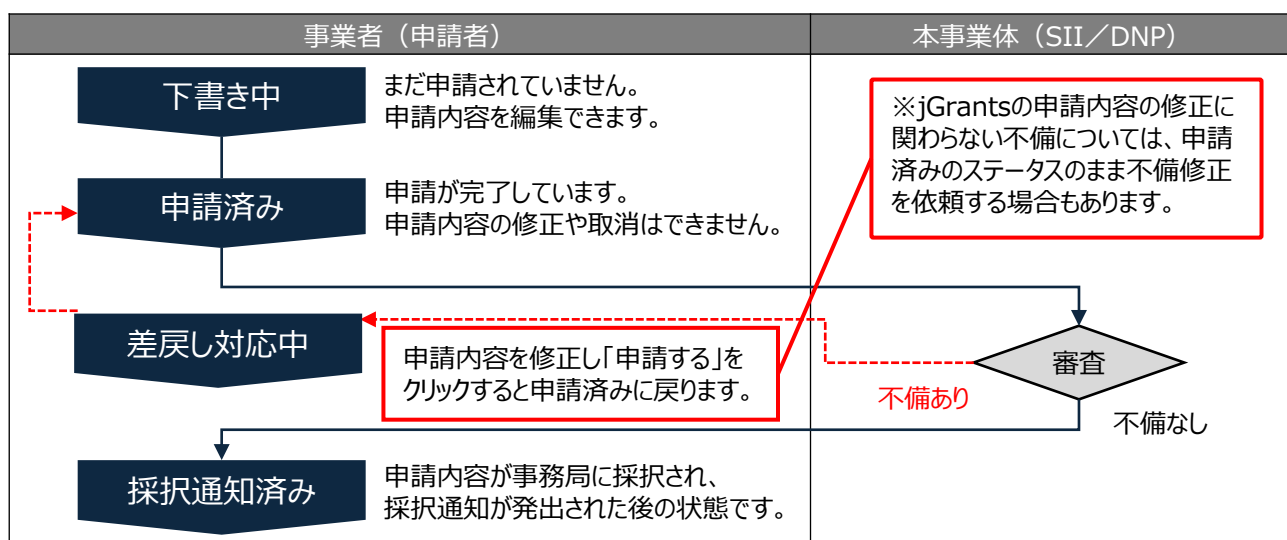 事業者（申請者）
本事業体（SII／DNP）
下書き中
まだ申請されていません。
申請内容を編集できます。
※jGrantsの申請内容の修正に
関わらない不備については、申請
済みのステータスのまま不備修正
を依頼する場合もあります。
申請済み
申請が完了しています。
申請内容の修正や取消はできません。
差戻し対応中
申請内容を修正し「申請する」を
クリックすると申請済みに戻ります。
審査
不備あり
不備なし
採択通知済み
申請内容が事務局に採択され、
採択通知が発出された後の状態です。